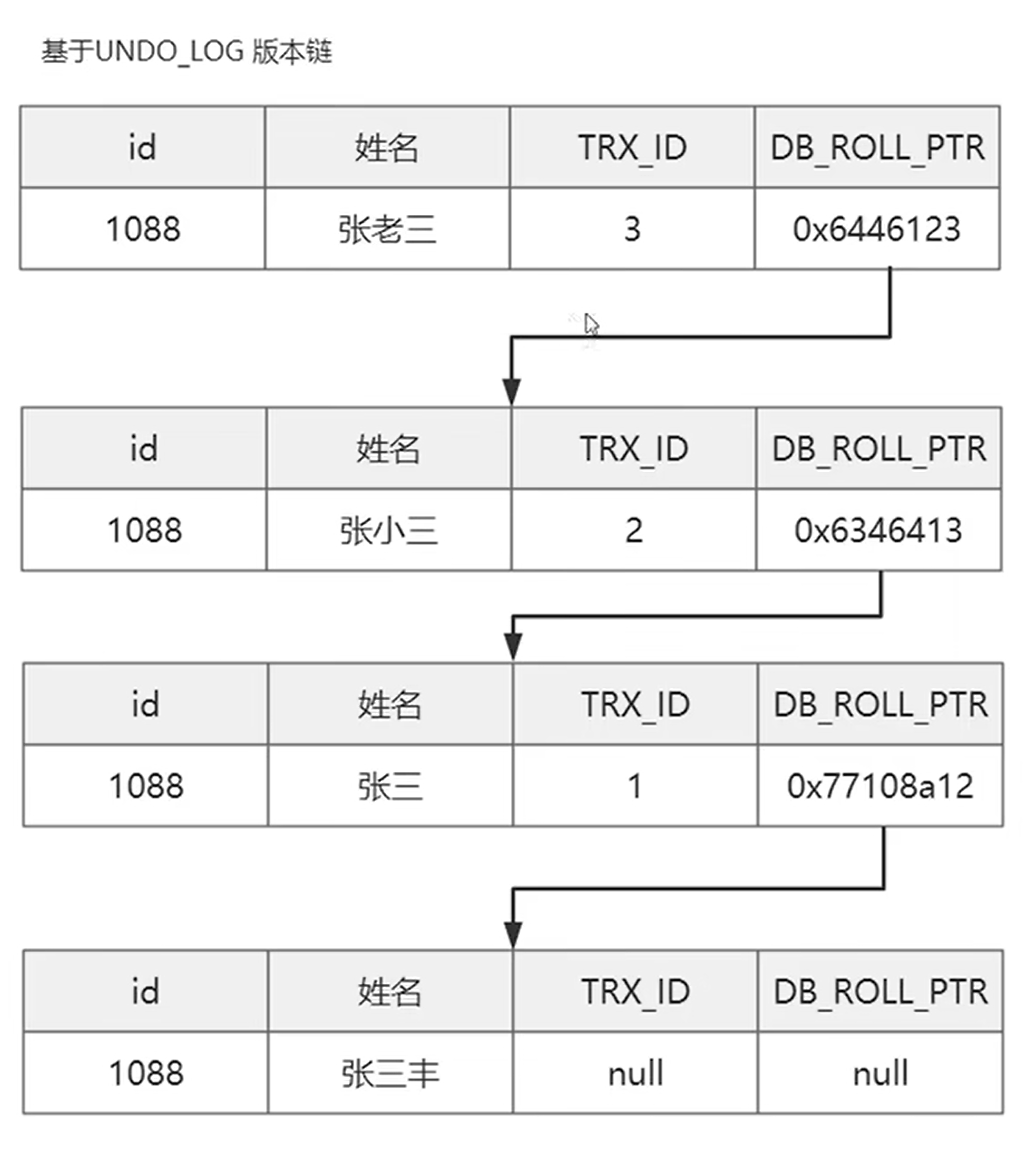 基于UNDO_LOG 版本链
id 姓名 TRX_ID DB_ROLL_PTR
1088 张老三 3 0x6446123
id 姓名 TRX_ID DB_ROLL_PTR
1088 张小三 2 0x6346413
id 姓名 TRX_ID DB_ROLL_PTR
1088 张三 1 0x77108a12
id 姓名 TRX_ID DB_ROLL_PTR
1088 张三丰 null null